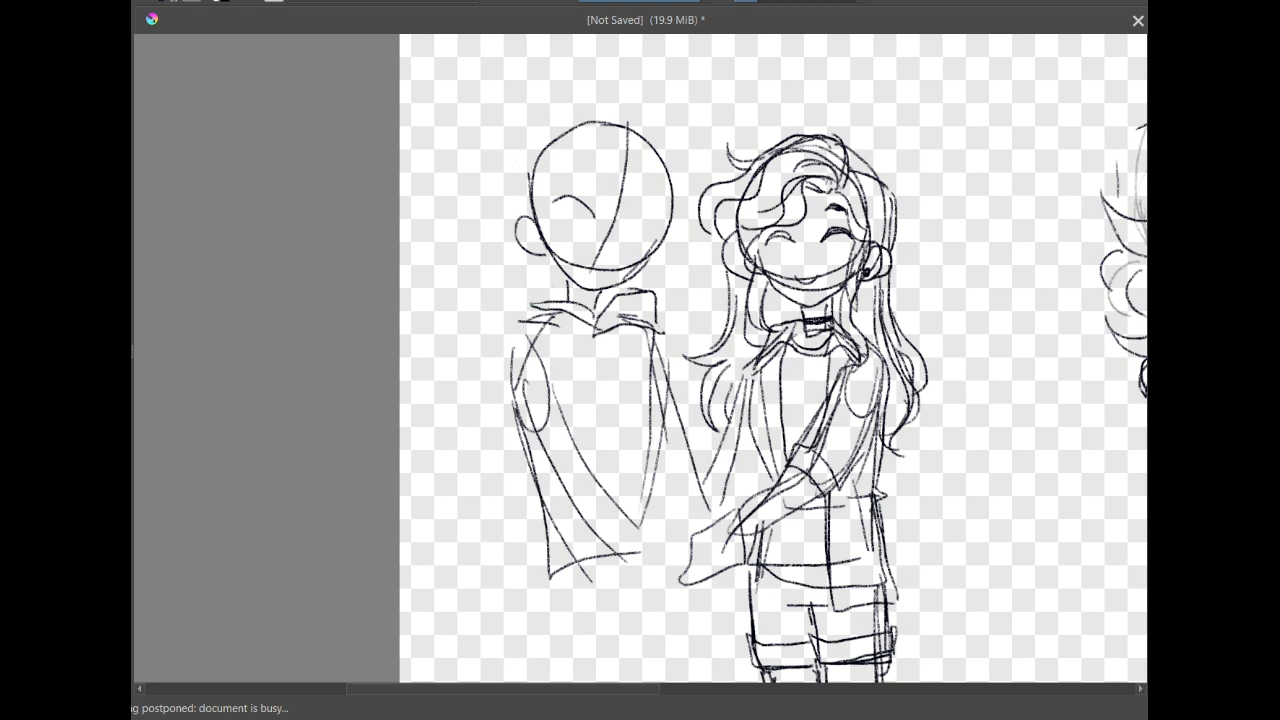 [Not Saved] (19.9 MiB) *
g postponed: document is busy...